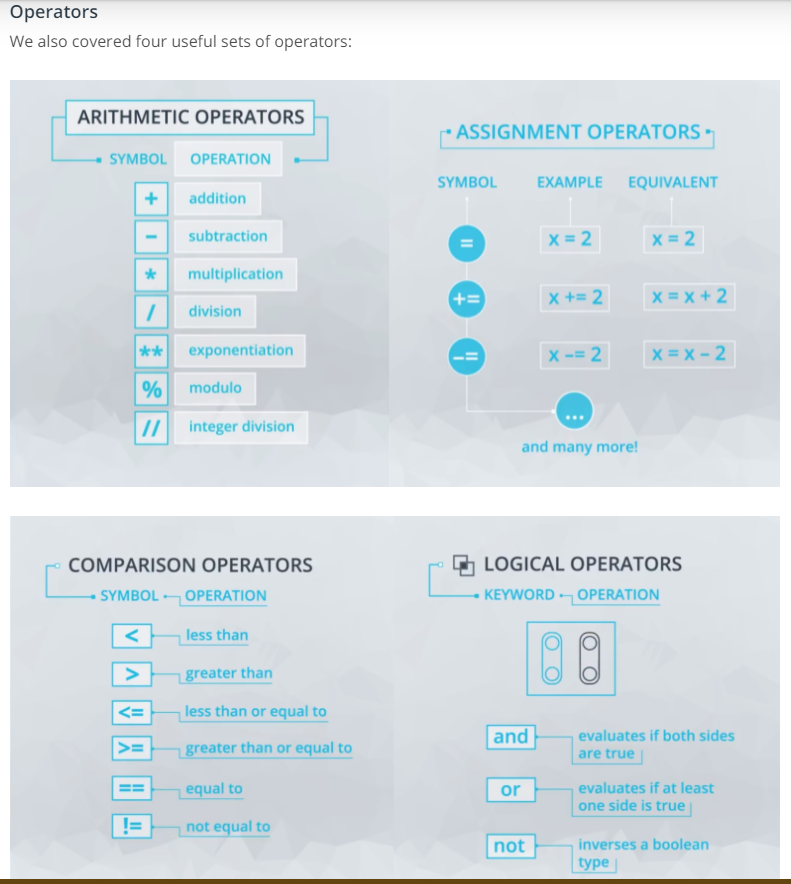 Operators
We also covered four useful sets of operators:
ARITHMETIC OPERATORS
SYMBOL OPERATION
+ addition
− subtraction
* multiplication
/ division
** exponentiation
% modulo
// integer division
ASSIGNMENT OPERATORS
SYMBOL EXAMPLE EQUIVALENT
= x = 2 x = 2
+= x += 2 x = x + 2
−= x −= 2 x = x − 2
...
and many more!
COMPARISON OPERATORS
SYMBOL OPERATION
< less than
> greater than
<= less than or equal to
>= greater than or equal to
== equal to
!= not equal to
LOGICAL OPERATORS
KEYWORD OPERATION
and evaluates if both sides
are true
or evaluates if at least
one side is true
not inverses a boolean
type